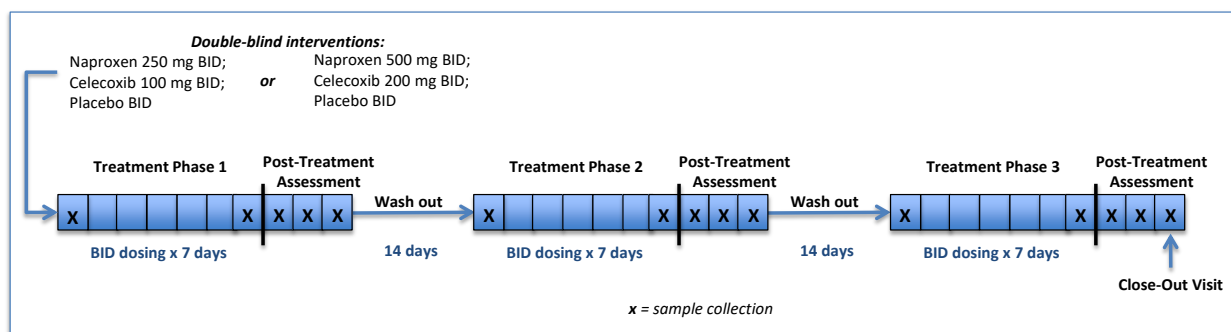 Double-blind interventions:
Naproxen 250 mg BID;
Celecoxib 100 mg BID;
Placebo BID
or
Naproxen 500 mg BID;
Celecoxib 200 mg BID;
Placebo BID
Treatment Phase 1
Post-Treatment
Assessment
Treatment Phase 2
Post-Treatment
Assessment
Treatment Phase 3
Post-Treatment
Assessment
X X X X X
Wash out
X X X X X
Wash out
X X X X X
BID dosing x 7 days
14 days
BID dosing x 7 days
14 days
BID dosing x 7 days
Close-Out Visit
x = sample collection